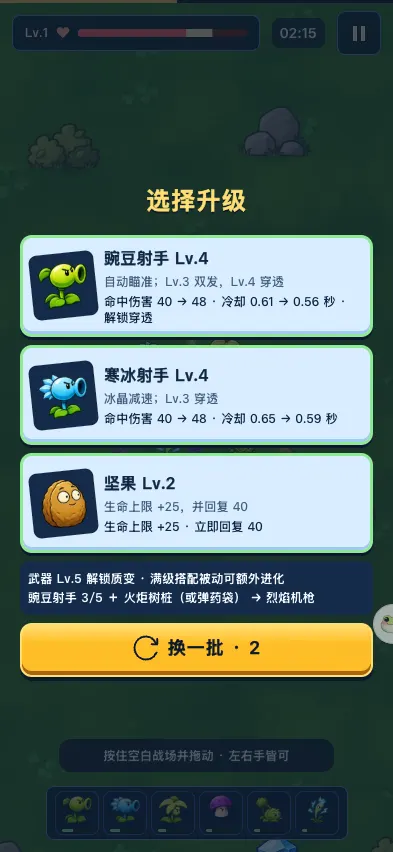 Lv.1
02:15
选择升级
豌豆射手 Lv.4
自动瞄准；Lv.3 双发，Lv.4 穿透
命中伤害 40 → 48 · 冷却 0.61 → 0.56 秒 ·
解锁穿透
寒冰射手 Lv.4
冰晶减速；Lv.3 穿透
命中伤害 40 → 48 · 冷却 0.65 → 0.59 秒
坚果 Lv.2
生命上限 +25，并回复 40
生命上限 +25 · 立即回复 40
武器 Lv.5 解锁质变 · 满级搭配被动可额外进化
豌豆射手 3/5 + 火炬树桩（或弹药袋） → 烈焰机枪
换一批 · 2
按住空白战场并拖动 · 左右手皆可